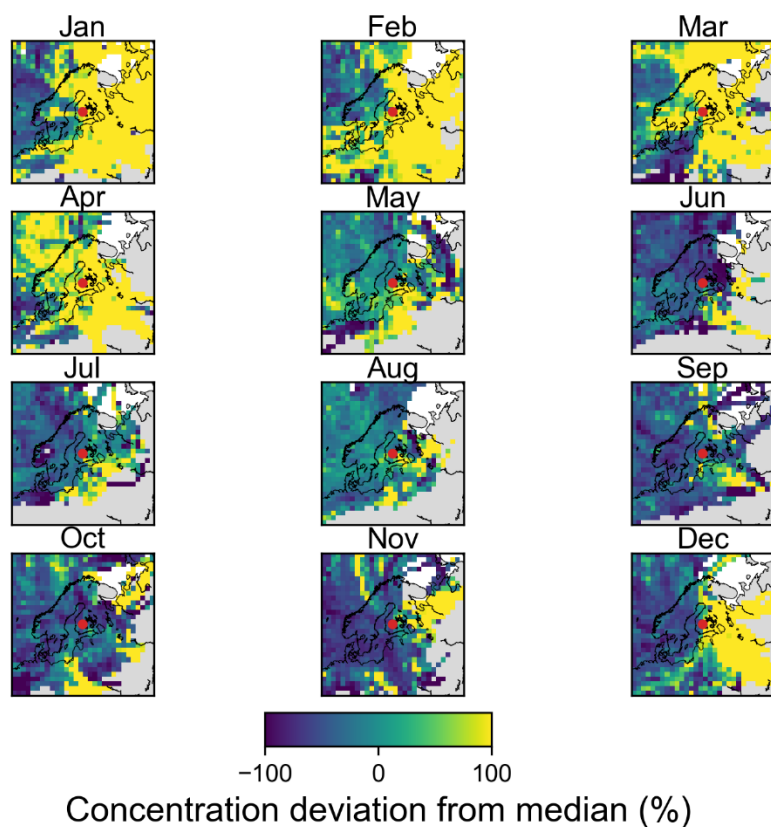 Jan Feb Mar
Apr May Jun
Jul Aug Sep
Oct Nov Dec
−100 0 100
Concentration deviation from median (%)